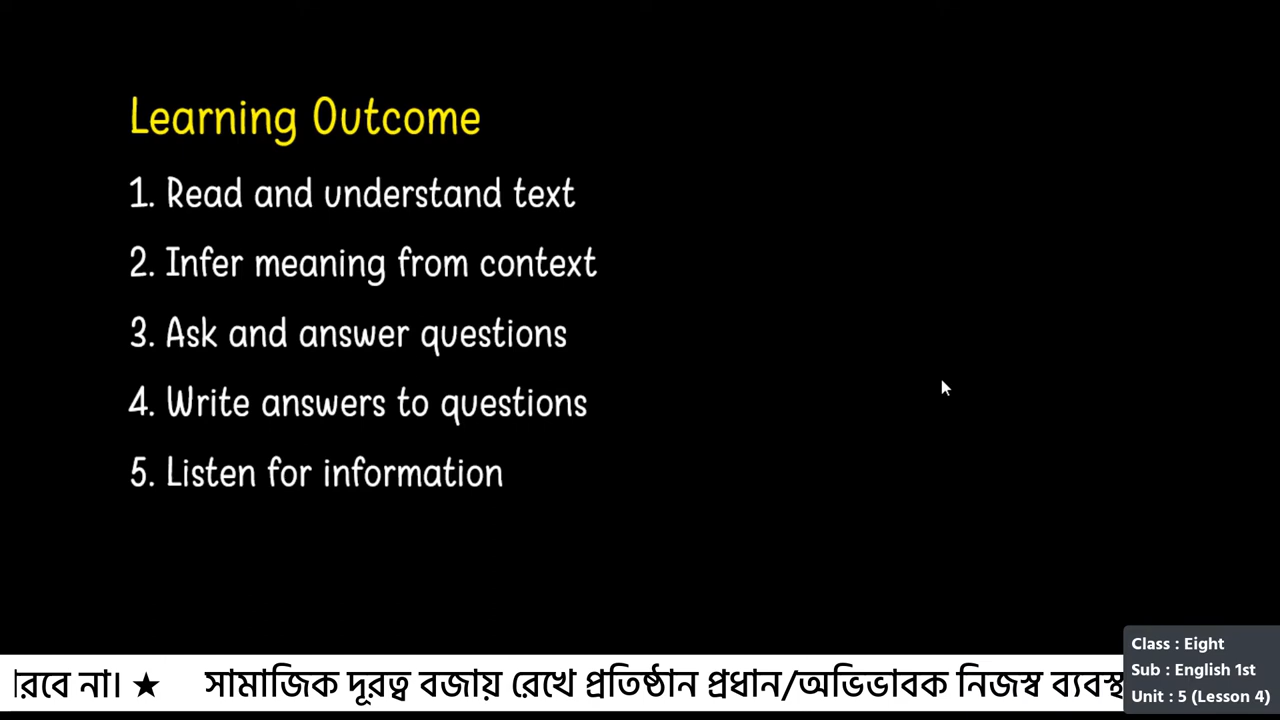 Learning Outcome
1. Read and understand text
2. Infer meaning from context
3. Ask and answer questions
4. Write answers to questions
5. Listen for information
Class : Eight
Sub : English 1st
Unit : 5 (Lesson 4)
না। ★ সামাজিক দূরত্ব বজায় রেখে প্রতিষ্ঠান প্রধান/অভিভাবক নিজস্ব